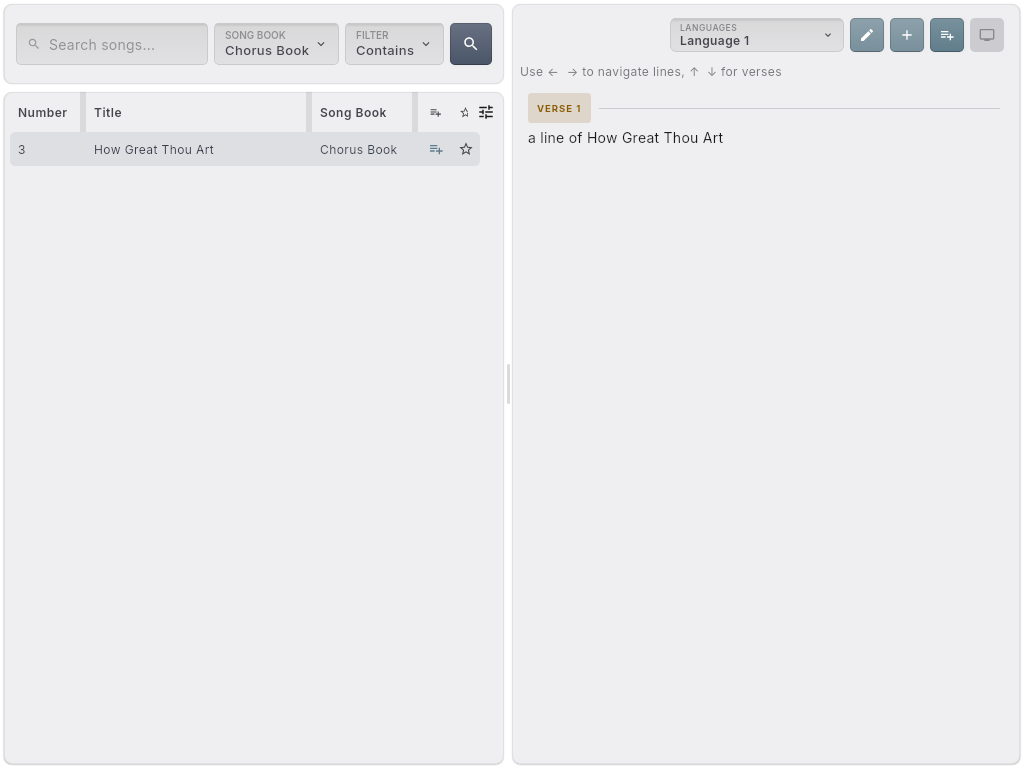 Search songs...
SONG BOOK
Chorus Book
FILTER
Contains
Number Title Song Book
3 How Great Thou Art Chorus Book
LANGUAGES
Language 1
Use ← → to navigate lines, ↑ ↓ for verses
VERSE 1
a line of How Great Thou Art